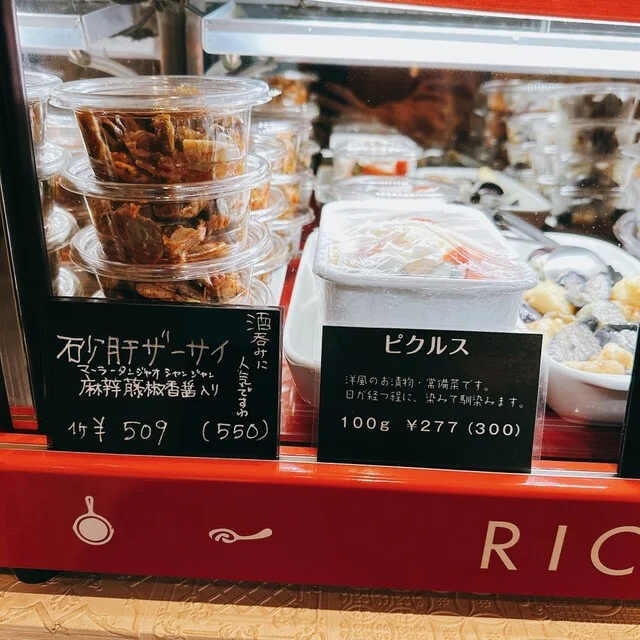 砂肝ザーサイ
マーラータンジャオシャンジャン
麻辣藤椒香醤入り
酒呑みに
人気ですね
1ケ ¥509 (550)
ピクルス
洋風のお漬物・常備菜です。
日が経つ程に、染みて馴染みます。
100g ¥277 (300)
RIC